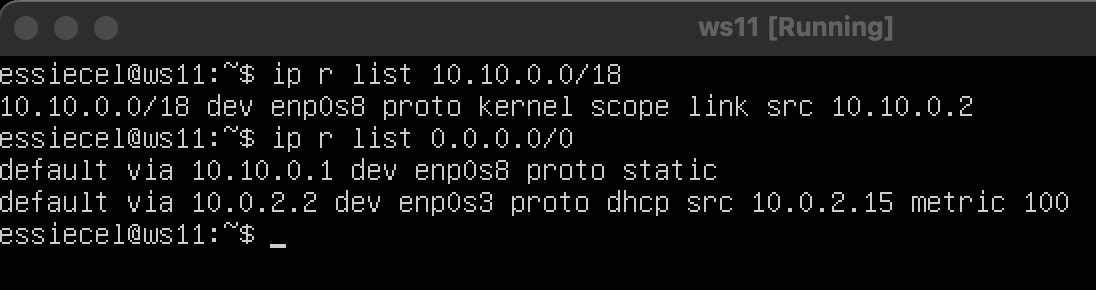 ws11 [Running]
essiecel@ws11:~$ ip r list 10.10.0.0/18
10.10.0.0/18 dev enp0s8 proto kernel scope link src 10.10.0.2
essiecel@ws11:~$ ip r list 0.0.0.0/0
default via 10.10.0.1 dev enp0s8 proto static
default via 10.0.2.2 dev enp0s3 proto dhcp src 10.0.2.15 metric 100
essiecel@ws11:~$ _